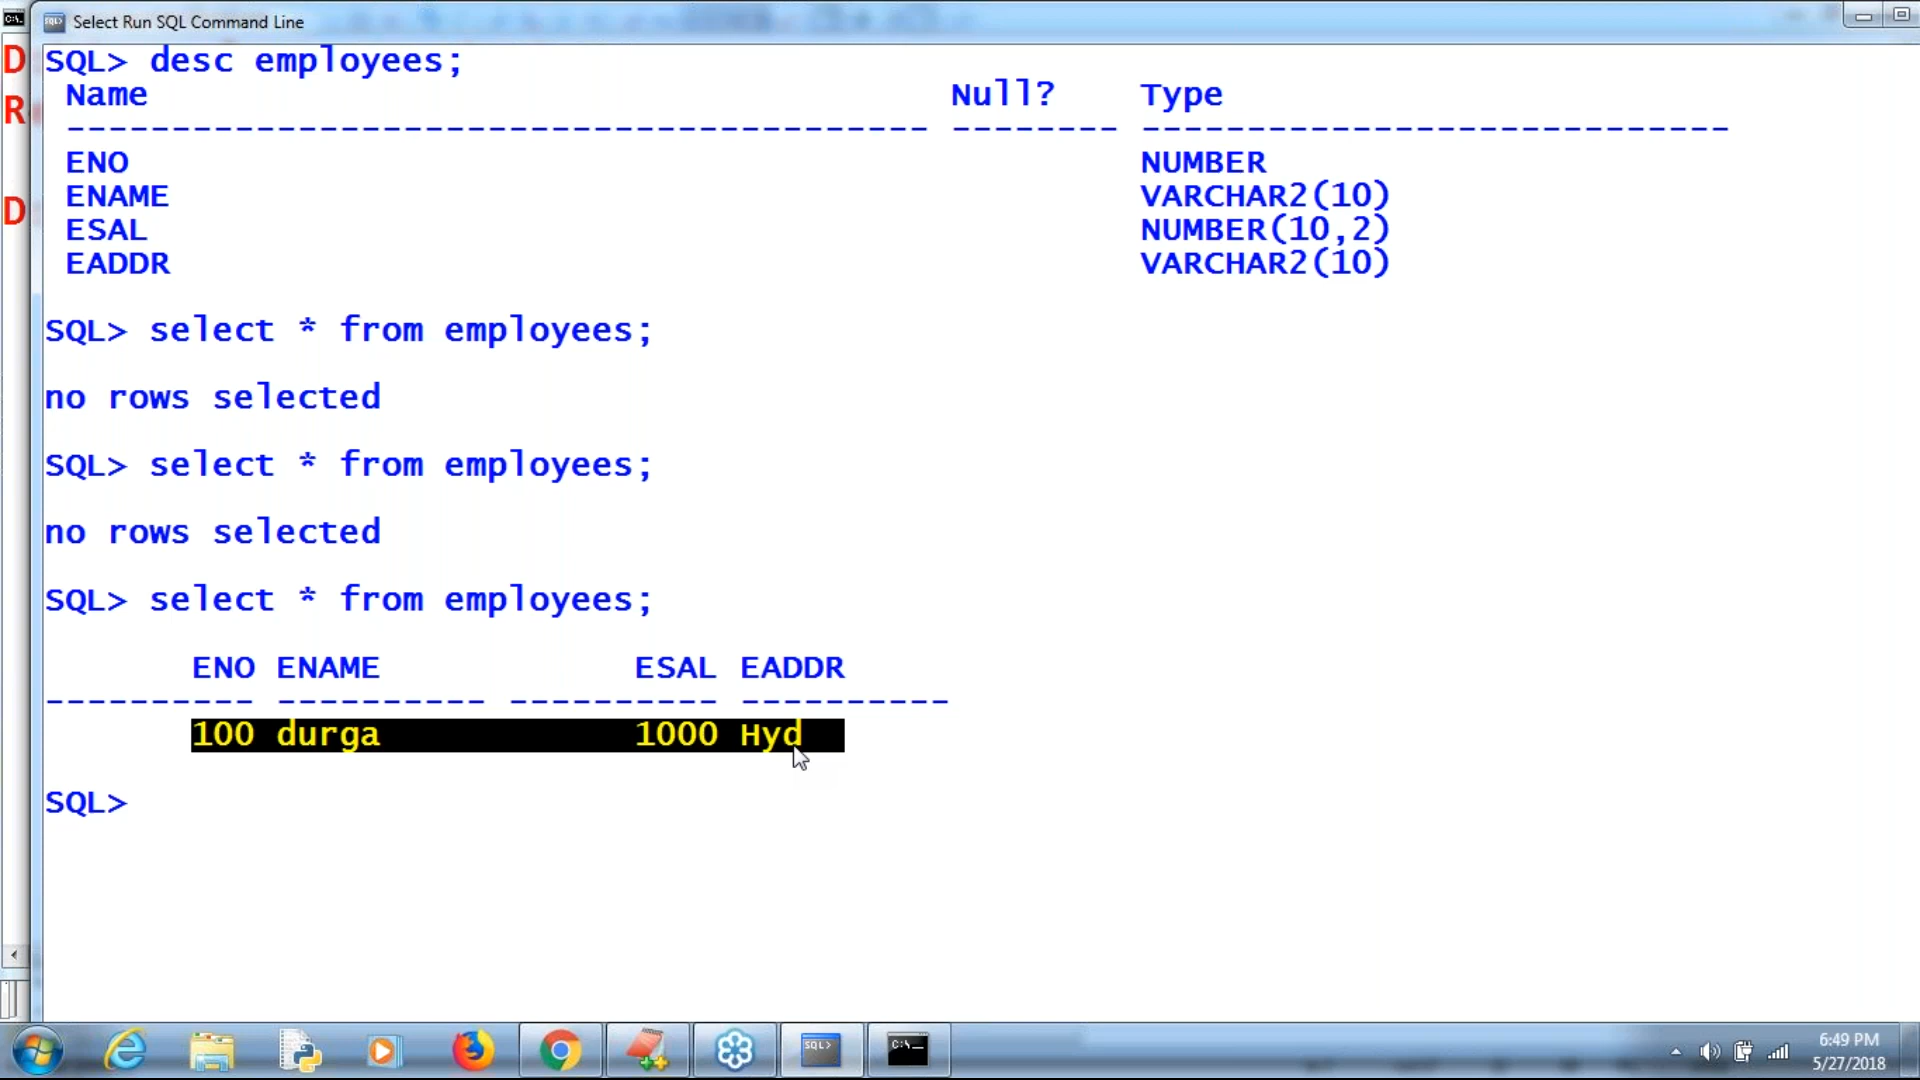 Select Run SQL Command Line
D
R
D
SQL> desc employees;
Name Null? Type
----------------------------------------- -------- ----------------------------
ENO NUMBER
ENAME VARCHAR2(10)
ESAL NUMBER(10,2)
EADDR VARCHAR2(10)
SQL> select * from employees;
no rows selected
SQL> select * from employees;
no rows selected
SQL> select * from employees;
ENO ENAME ESAL EADDR
---------- ---------- ---------- ----------
100 durga 1000 Hyd
SQL>
SQL>
C:\_
6:49 PM
5/27/2018